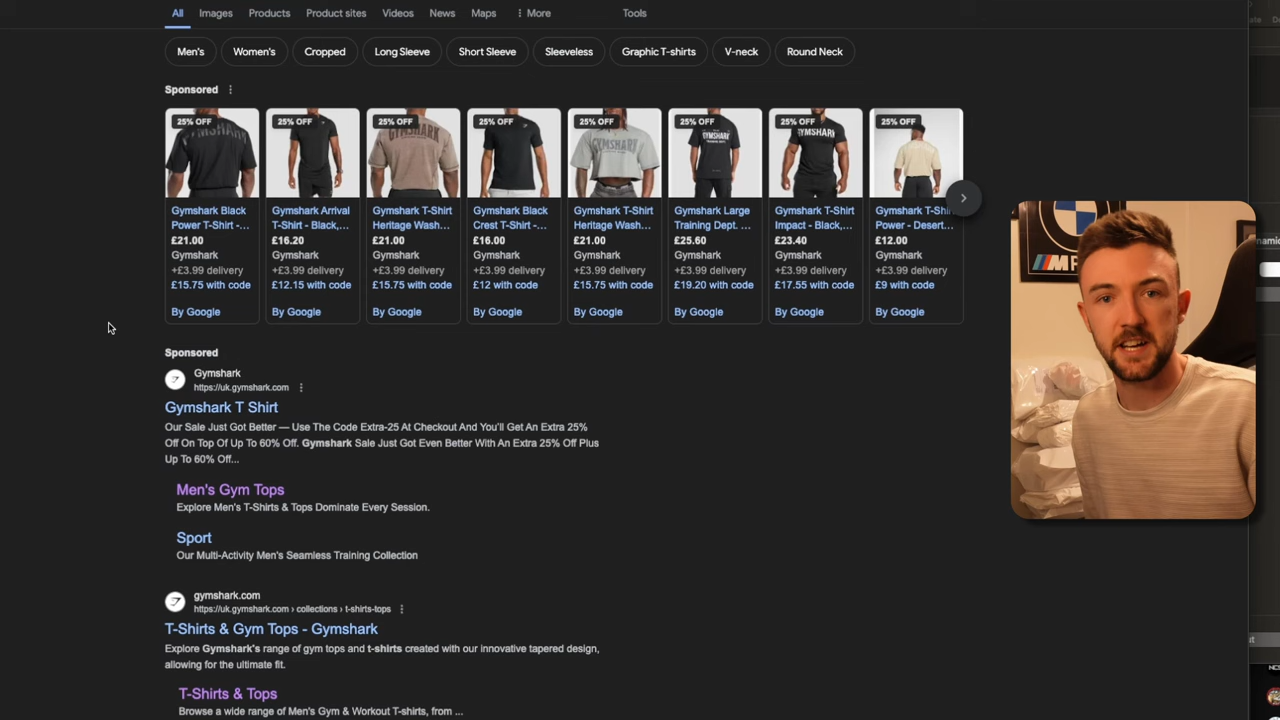 All Images Products Product sites Videos News Maps More Tools
Men's Women's Cropped Long Sleeve Short Sleeve Sleeveless Graphic T-shirts V-neck Round Neck
Sponsored
25% OFF 25% OFF 25% OFF 25% OFF 25% OFF 25% OFF 25% OFF 25% OFF
GYMSHARK GYMSHARK GYMSHARK GYMSHARK
Gymshark Black Gymshark Arrival Gymshark T-Shirt Gymshark Black Gymshark T-Shirt Gymshark Large Gymshark T-Shirt Gymshark T-Shirt
Power T-Shirt -... T-Shirt - Black,... Heritage Wash... Crest T-Shirt -... Heritage Wash... Training Dept. ... Impact - Black,... Power - Desert...
£21.00 £16.20 £21.00 £16.00 £21.00 £25.60 £23.40 £12.00
Gymshark Gymshark Gymshark Gymshark Gymshark Gymshark Gymshark Gymshark
+£3.99 delivery +£3.99 delivery +£3.99 delivery +£3.99 delivery +£3.99 delivery +£3.99 delivery +£3.99 delivery +£3.99 delivery
£15.75 with code £12.15 with code £15.75 with code £12 with code £15.75 with code £19.20 with code £17.55 with code £9 with code
By Google By Google By Google By Google By Google By Google By Google By Google
Sponsored
Gymshark
https://uk.gymshark.com
Gymshark T Shirt
Our Sale Just Got Better — Use The Code Extra-25 At Checkout And You'll Get An Extra 25%
Off On Top Of Up To 60% Off. Gymshark Sale Just Got Even Better With An Extra 25% Off Plus
Up To 60% Off...
Men's Gym Tops
Explore Men's T-Shirts & Tops Dominate Every Session.
Sport
Our Multi-Activity Men's Seamless Training Collection
gymshark.com
https://uk.gymshark.com › collections › t-shirts-tops
T-Shirts & Gym Tops - Gymshark
Explore Gymshark's range of gym tops and t-shirts created with our innovative tapered design,
allowing for the ultimate fit.
T-Shirts & Tops
Browse a wide range of Men's Gym & Workout T-shirts, from ...